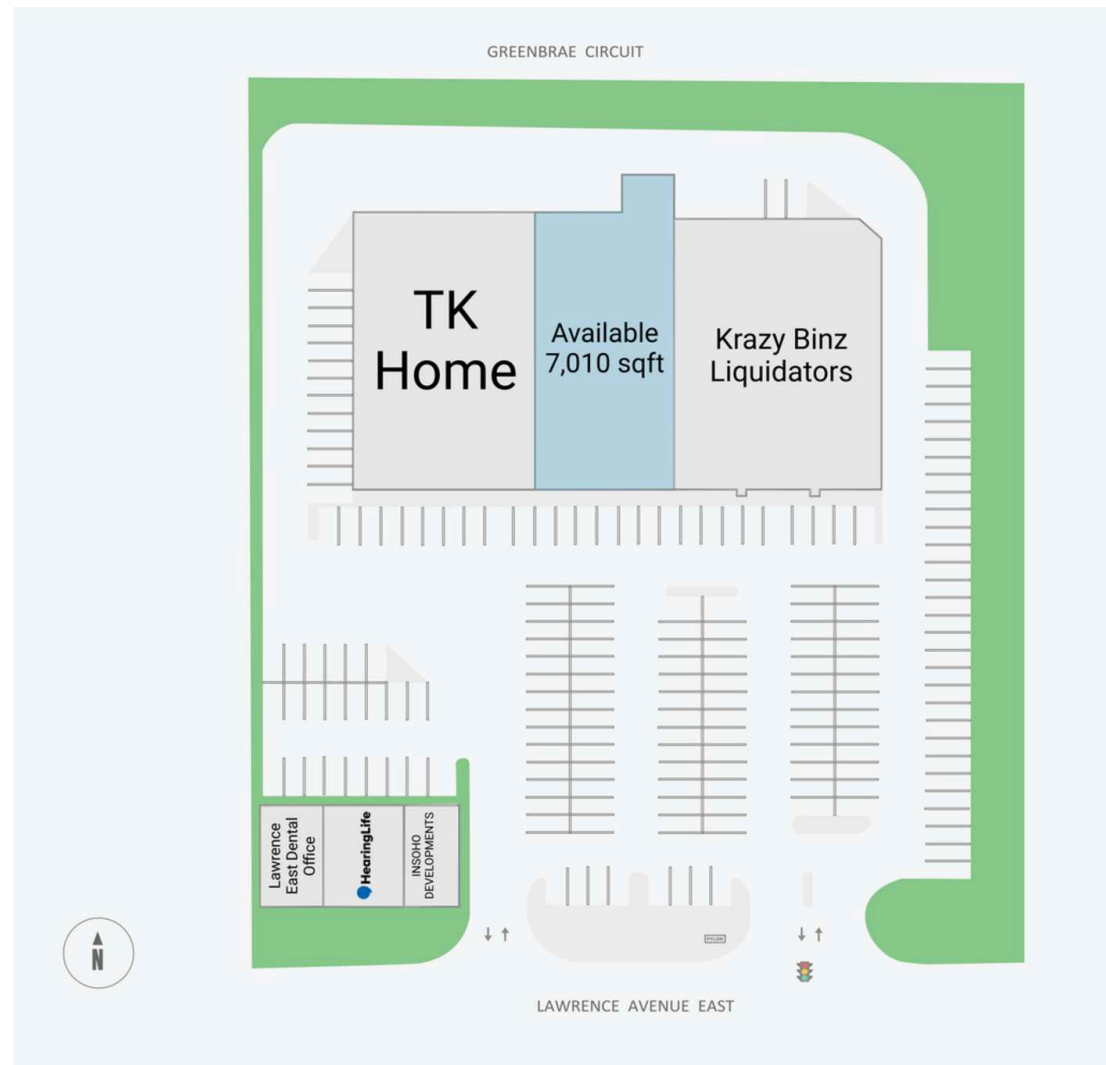 GREENBRAE CIRCUIT
TK
Home
Available
7,010 sqft
Krazy Binz
Liquidators
Lawrence
East Dental
Office
HearingLife
INSOHO
DEVELOPMENTS
PYLON
N
LAWRENCE AVENUE EAST